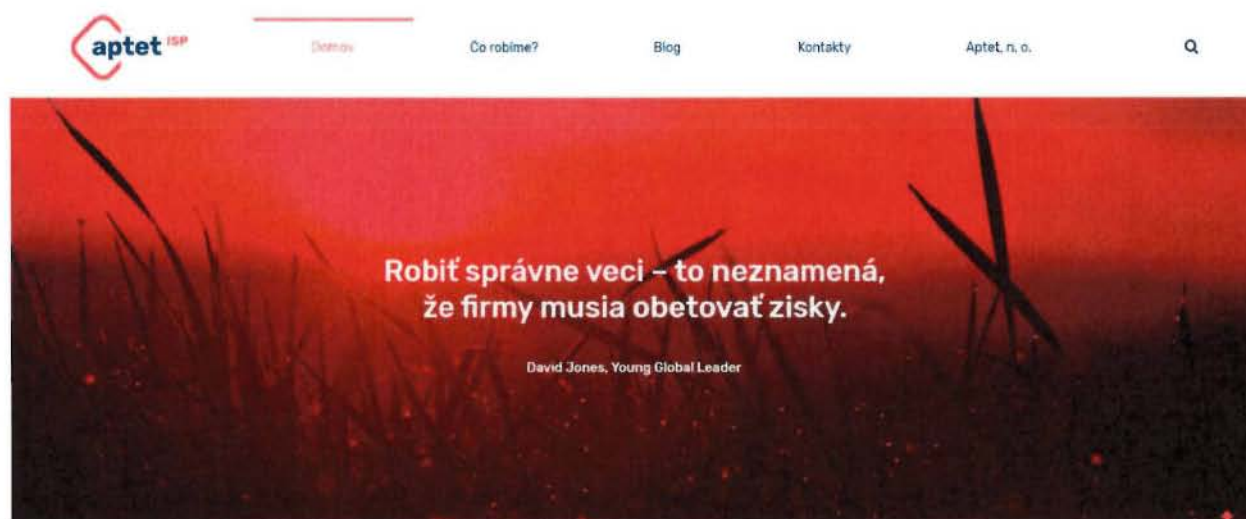 aptet ISP
Domov
Čo robíme?
Blog
Kontakty
Aptet, n. o.
Robiť správne veci – to neznamená,
že firmy musia obetovať zisky.
David Jones, Young Global Leader